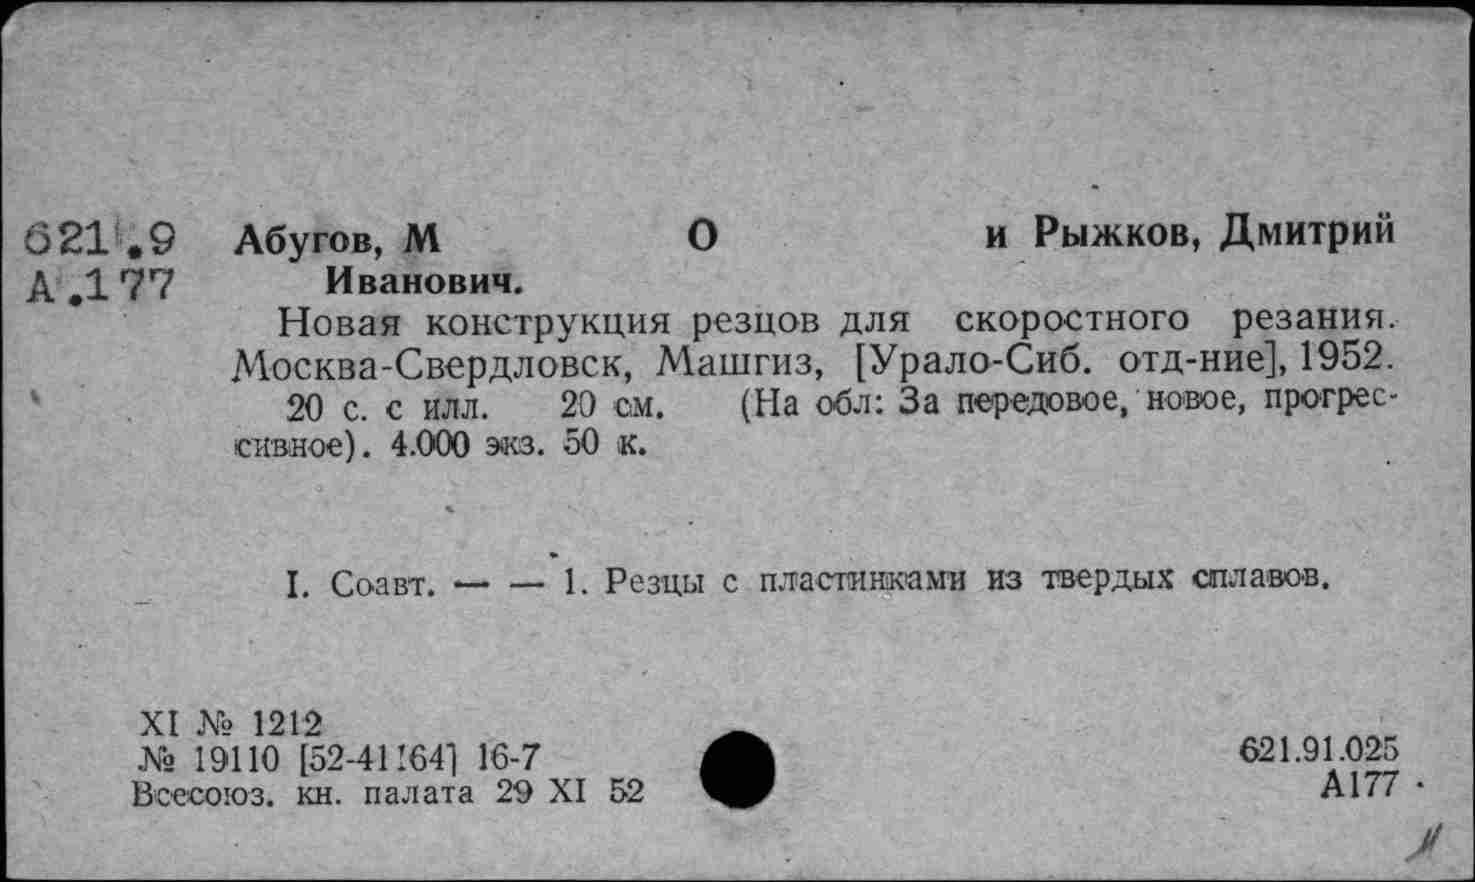 621.9 Абугов, М О и Рыжков, Дмитрий
А.177 Иванович.
Новая конструкция резцов для скоростного резания.
Москва-Свердловск, Машгиз, [Урало-Сиб. отд-ние], 1952.
20 с. с илл. 20 см. (На обл: За передовое, новое, прогрес-
сивное). 4.000 экз. 50 к.
I. Соавт. — — 1. Резцы с пластинками из твердых сплавов.
XI № 1212
№ 19110 [52-41164] 16-7
Всесоюз. кн. палата 29 XI 52
621.91.025
А177